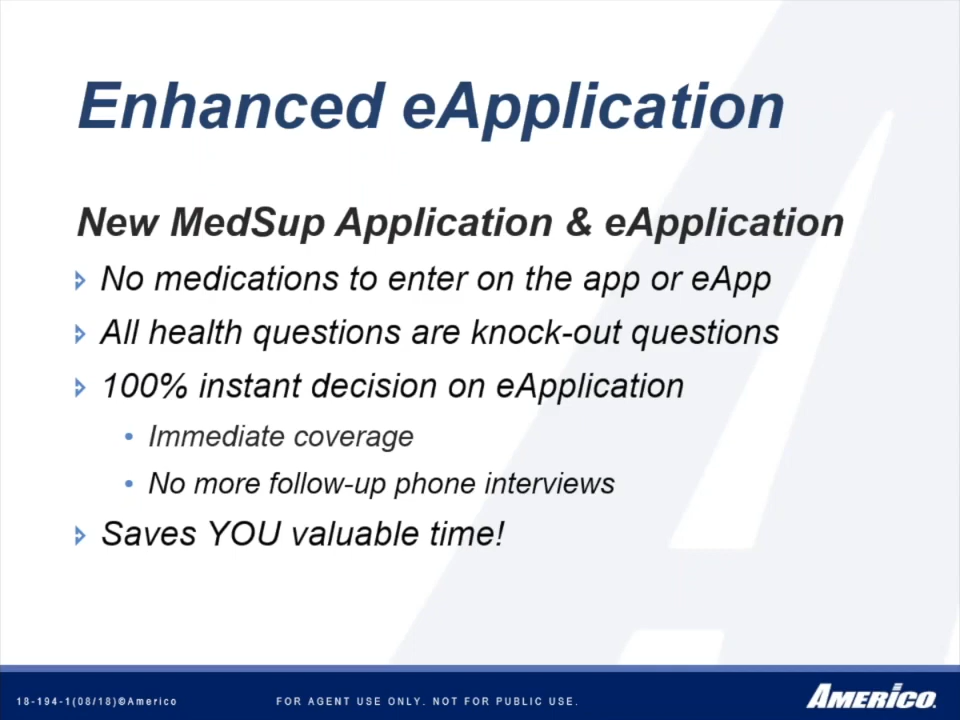 Enhanced eApplication
New MedSup Application & eApplication
No medications to enter on the app or eApp
All health questions are knock-out questions
100% instant decision on eApplication
• Immediate coverage
• No more follow-up phone interviews
Saves YOU valuable time!
18-194-1(08/18)©Americo
FOR AGENT USE ONLY. NOT FOR PUBLIC USE.
AMERICO.